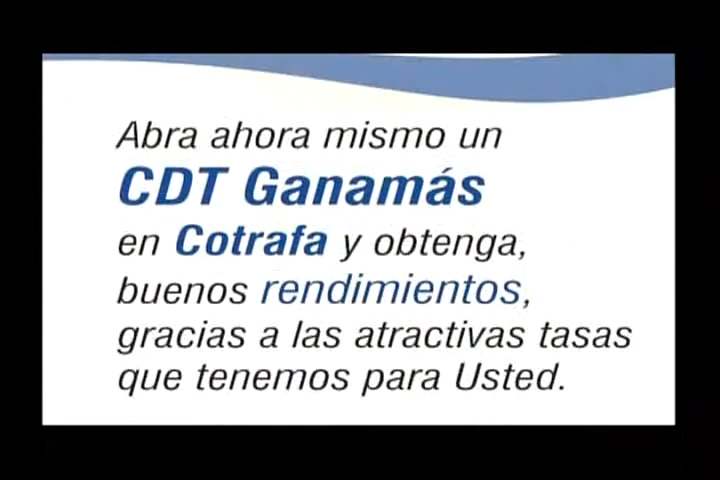 Abra ahora mismo un
CDT Ganamás
en Cotrafa y obtenga,
buenos rendimientos,
gracias a las atractivas tasas
que tenemos para Usted.